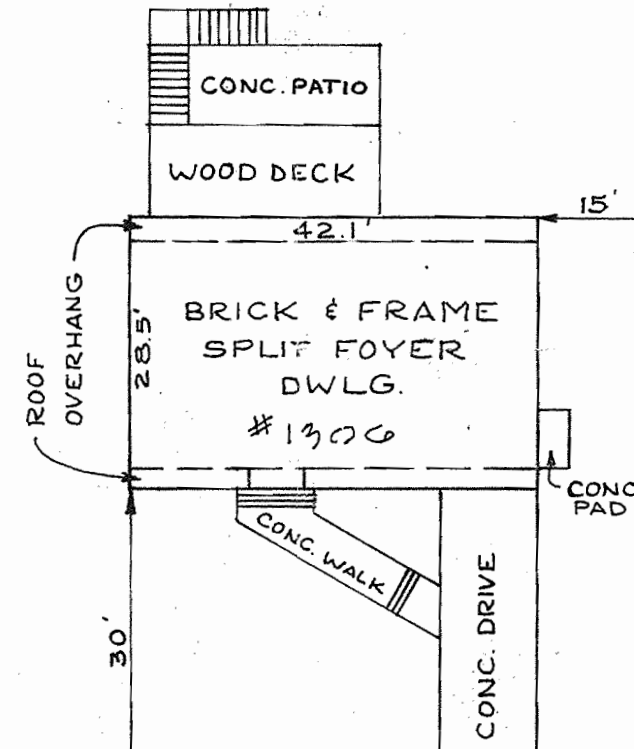 CONC. PATIO
WOOD DECK
15'
42.1'
ROOF
OVERHANG
28.5'
BRICK & FRAME
SPLIT FOYER
DWLG.
#1306
CONC
PAD
CONC. WALK
CONC. DRIVE
30'